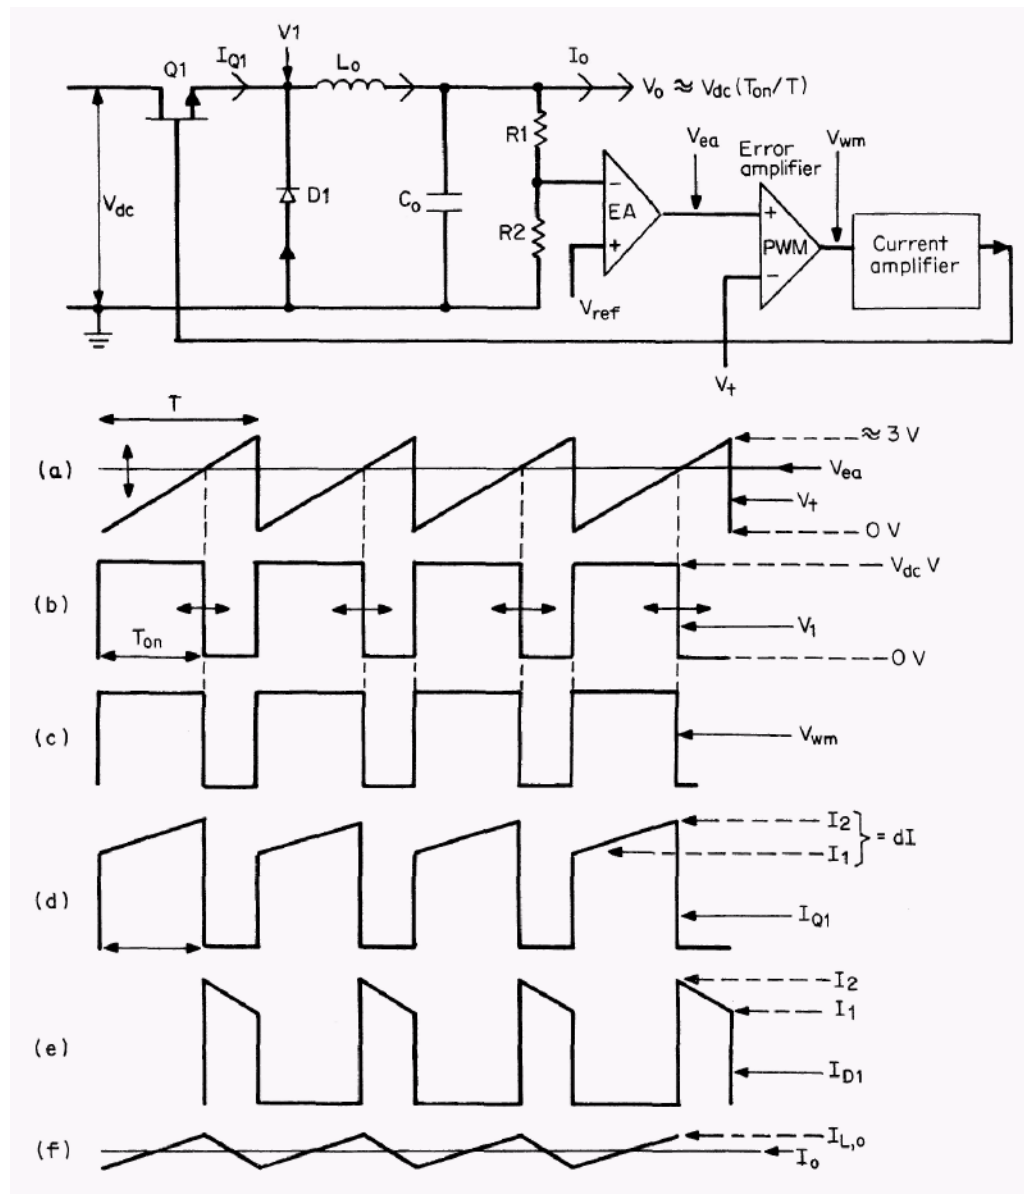 V1
Q1
I_Q1
L_o
I_o
V_o ≈ V_dc (T_on/T)
R1
V_ea
Error
amplifier
V_wm
V_dc
D1
C_o
−
EA
+
R2
V_ref
+
PWM
−
Current
amplifier
V_t
T
≈ 3 V
(a)
V_ea
V_t
0 V
V_dc V
(b)
T_on
V_1
0 V
(c)
V_wm
I_2
I_1
= dI
(d)
I_Q1
I_2
I_1
(e)
I_D1
(f)
I_L,o
I_o